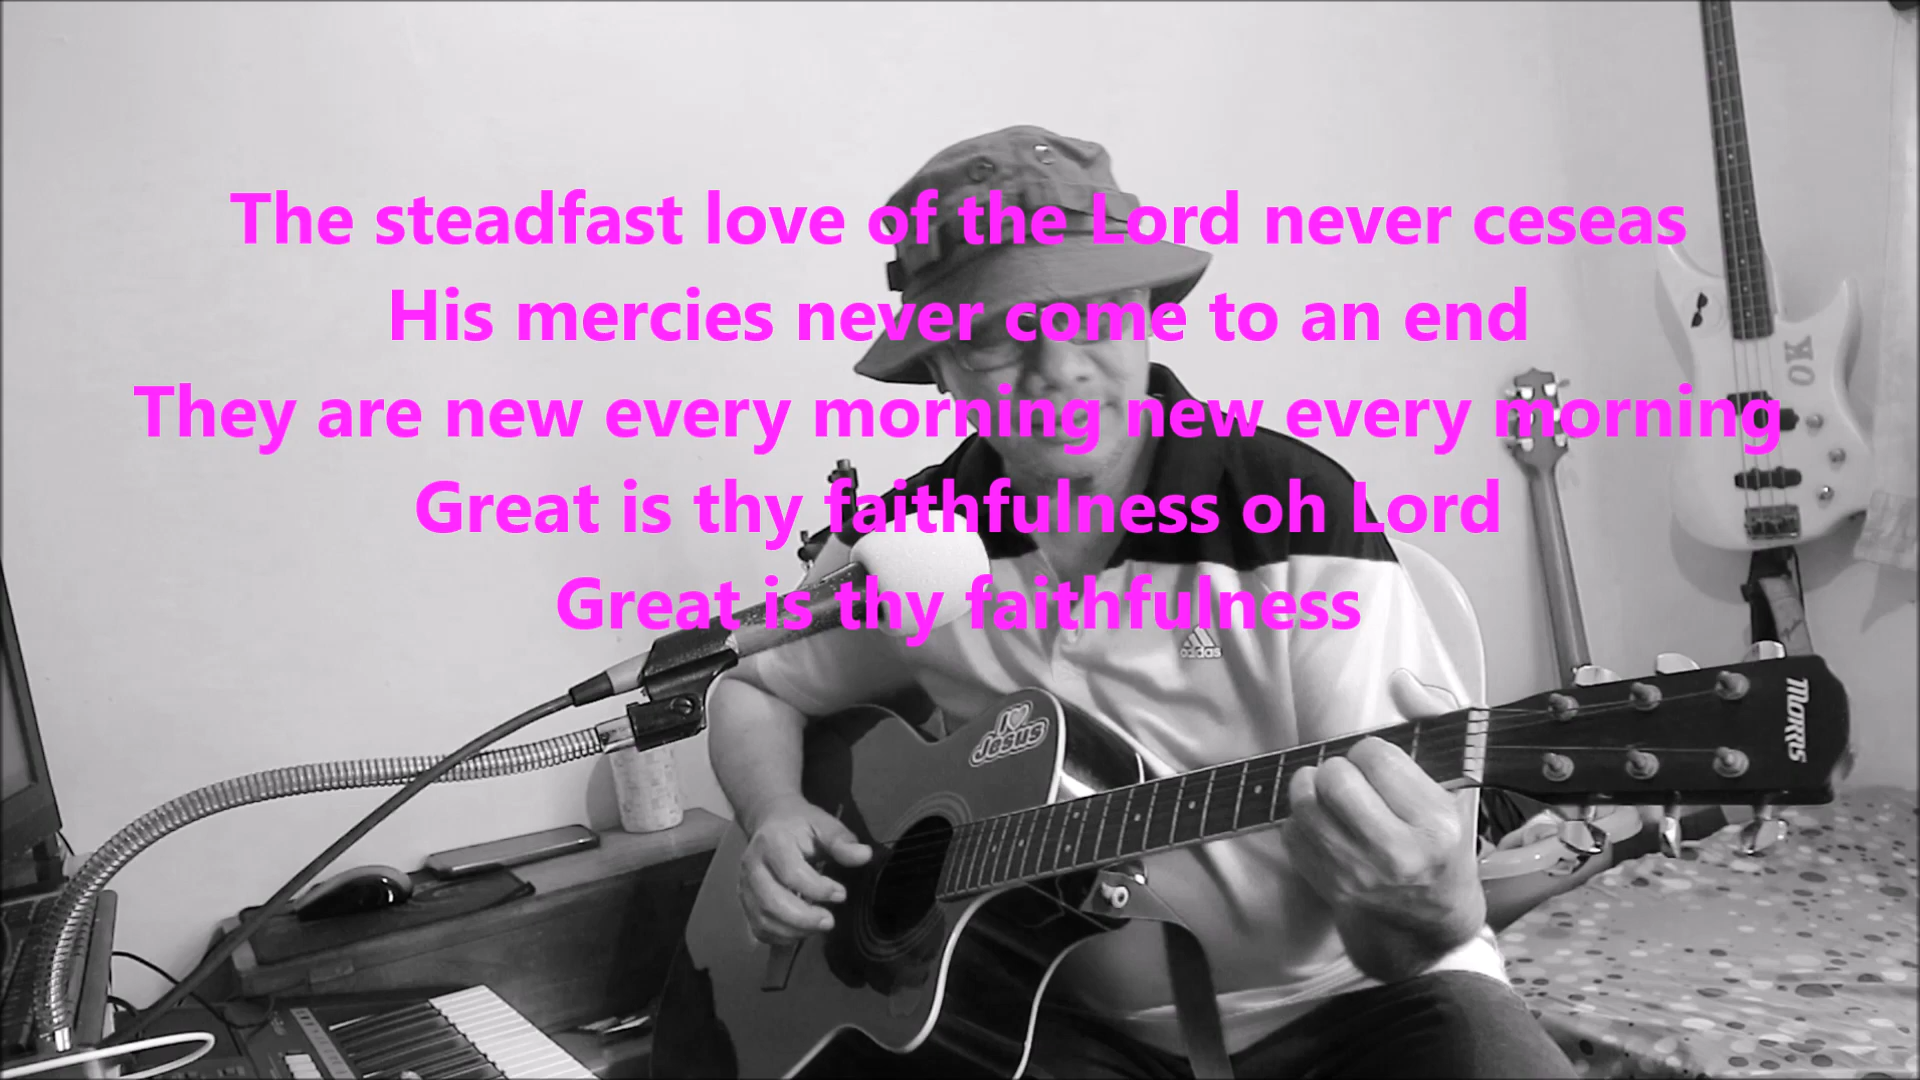 The steadfast love of the Lord never ceseas
His mercies never come to an end
They are new every morning new every morning
Great is thy faithfulness oh Lord
Great is thy faithfulness
OK
adidas
I
Jesus
MORRIS